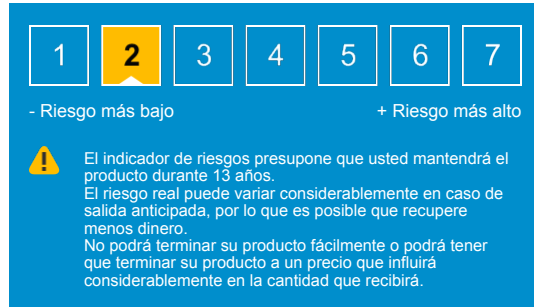 1 2 3 4 5 6 7
- Riesgo más bajo + Riesgo más alto
El indicador de riesgos presupone que usted mantendrá el
producto durante 13 años.
El riesgo real puede variar considerablemente en caso de
salida anticipada, por lo que es posible que recupere
menos dinero.
No podrá terminar su producto fácilmente o podrá tener
que terminar su producto a un precio que influirá
considerablemente en la cantidad que recibirá.